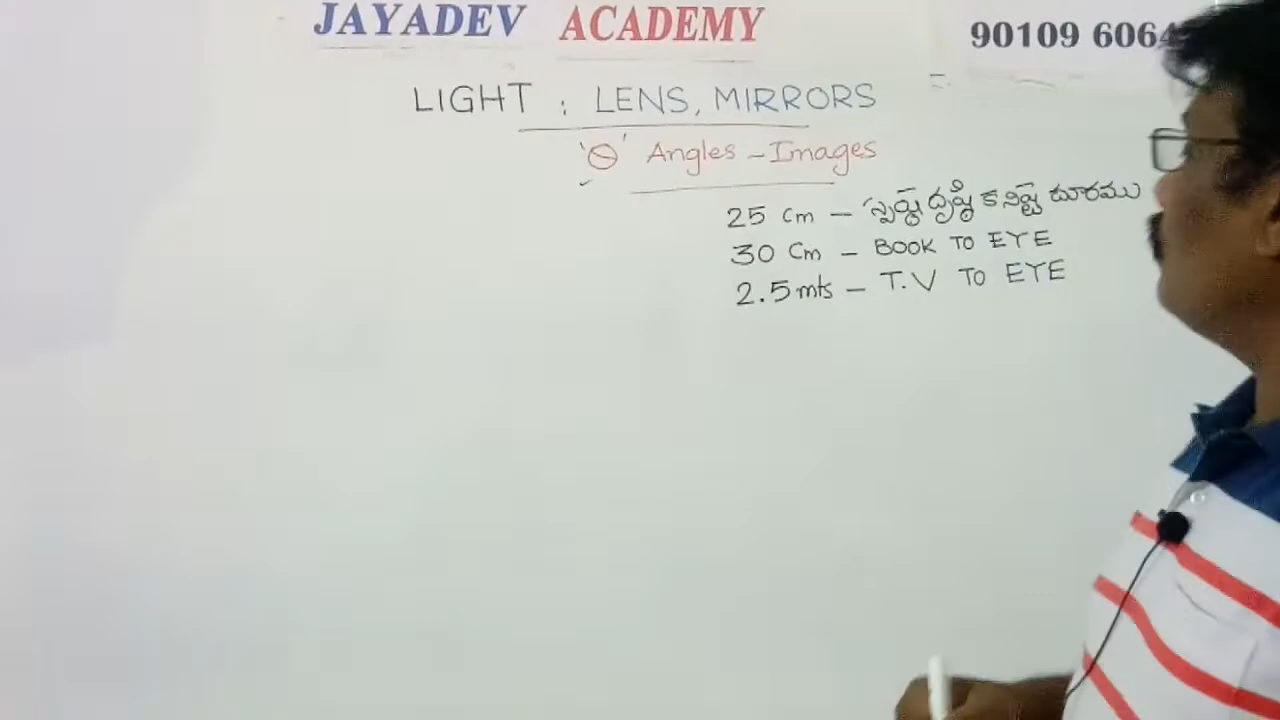 JAYADEV ACADEMY
90109 6064
LIGHT : LENS, MIRRORS
'Θ' Angles - Images
25 Cm - స్పష్ట దృష్టి కనిష్ట దూరము
30 Cm - BOOK TO EYE
2.5 mts - T.V TO EYE